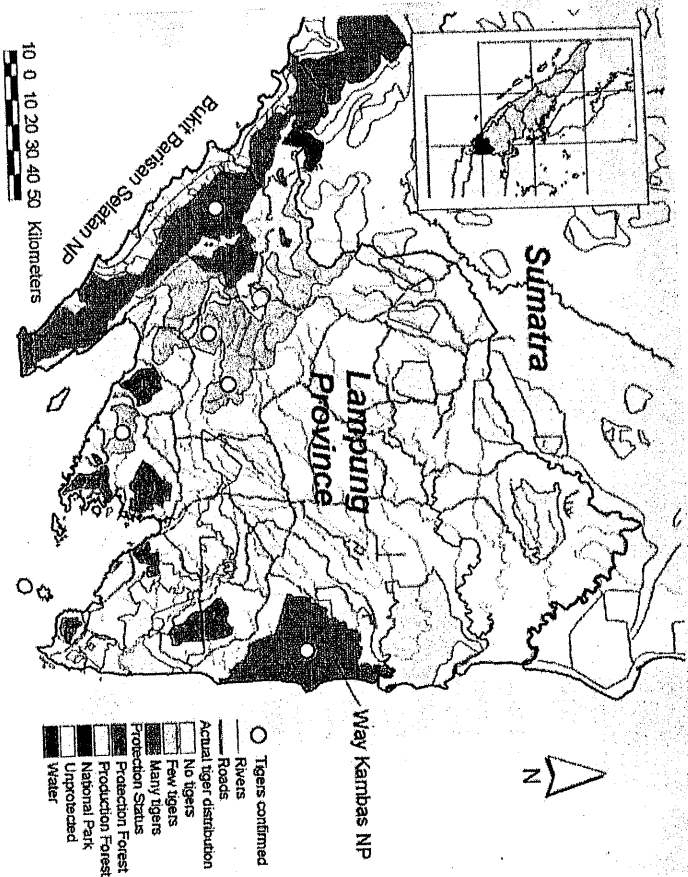 Sumatra
Lampung
Province
Bukit Barisan Selatan NP
Way Kambas NP
N
10 0 10 20 30 40 50 Kilometers
Tigers confirmed
Rivers
Roads
Actual tiger distribution
No tigers
Few tigers
Many tigers
Protection Status
Protection Forest
Production Forest
National Park
Unprotected
Water